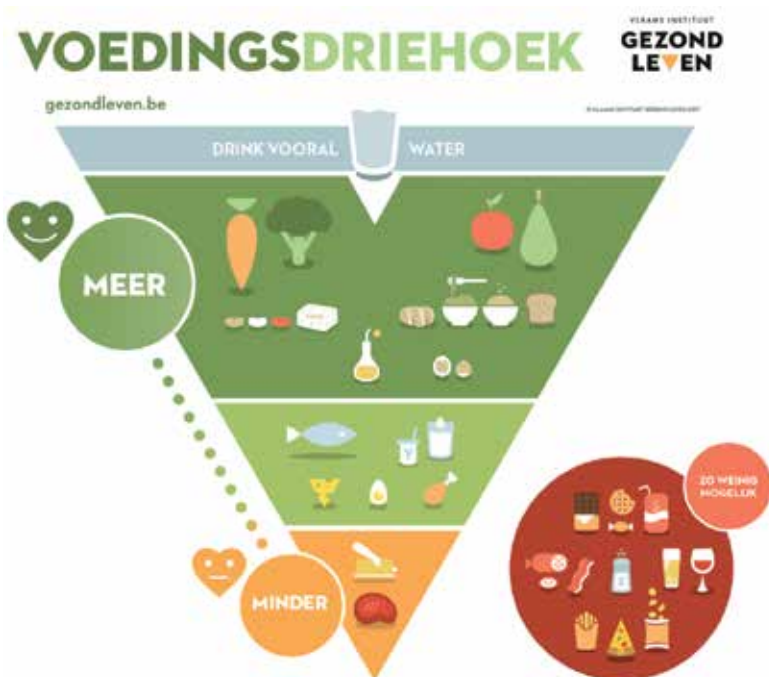 VOEDINGSDRIEHOEK
VLAAMS INSTITUUT
GEZOND
LEVEN
gezondleven.be
DRINK VOORAL WATER
MEER
ZO WEINIG
MOGELIJK
MINDER